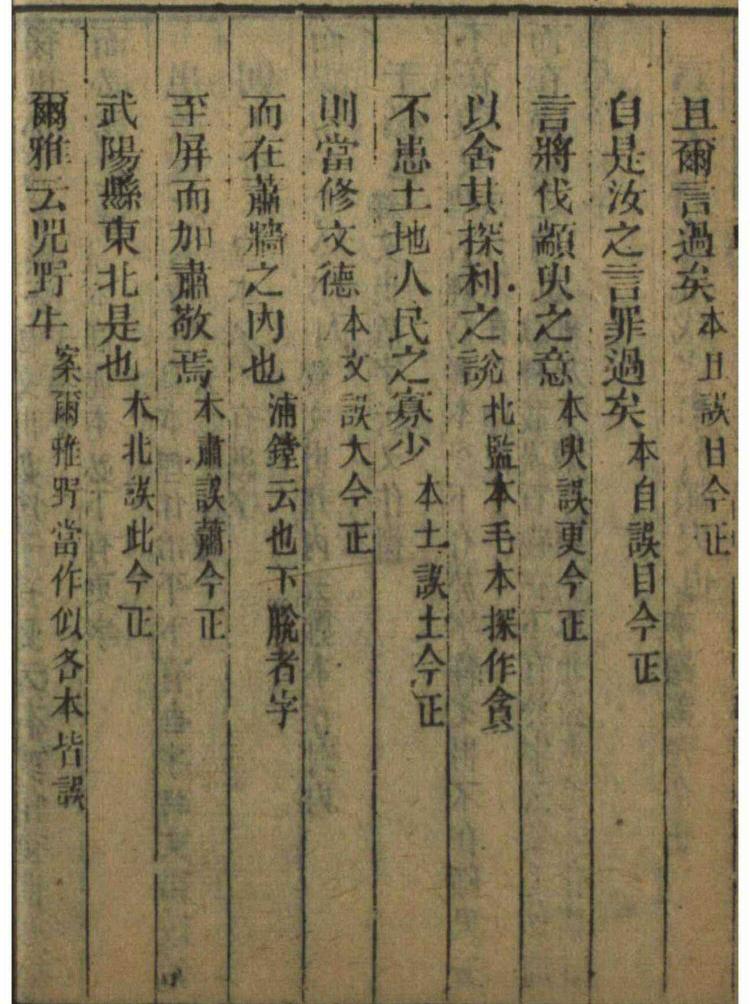 且爾言過矣 本且誤日今正
自是汝之言罪過矣 本自誤目今正
言將伐顓臾之意 本臾誤更今正
以舍其探利之說 北監本毛本探作貪
不患土地人民之寡少 本土誤士今正
則當修文德 本文誤大今正
而在蕭牆之內也 浦鏜云也下脫者字
至屏而加肅敬焉 本肅誤蕭今正
武陽縣東北是也 本北誤此今正
爾雅云兕野牛 案爾雅野當作似各本皆誤